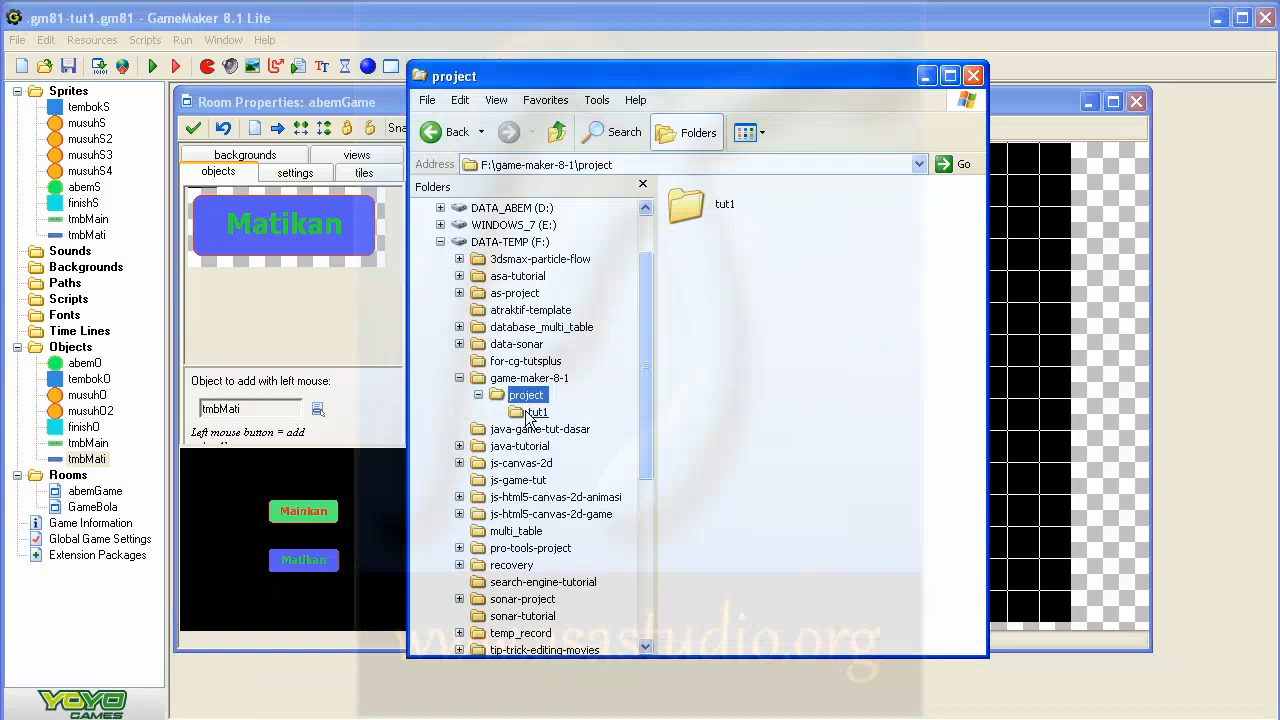 .gm81-tut1.gm81 - GameMaker 8.1 Lite
File Edit Resources Scripts Run Window Help
Sprites
tembokS
musuhS
musuhS2
musuhS3
musuhS4
abemS
finishS
tmbMain
tmbMati
Sounds
Backgrounds
Paths
Scripts
Fonts
Time Lines
Objects
abemO
tembokO
musuhO
musuhO2
finishO
tmbMain
tmbMati
Rooms
abemGame
GameBola
Game Information
Global Game Settings
Extension Packages
YOYO
GAMES
Room Properties: abemGame
Sna
backgrounds views
objects settings tiles
Matikan
Object to add with left mouse:
tmbMati
Left mouse button = add
Mainkan
Matikan
project
File Edit View Favorites Tools Help
Back Search Folders
Address F:\game-maker-8-1\project Go
Folders
DATA_ABEM (D:)
WINDOWS_7 (E:)
DATA-TEMP (F:)
3dsmax-particle-flow
asa-tutorial
as-project
atraktif-template
database_multi_table
data-sonar
for-cg-tutsplus
game-maker-8-1
project
tut1
java-game-tut-dasar
java-tutorial
js-canvas-2d
js-game-tut
js-html5-canvas-2d-animasi
js-html5-canvas-2d-game
multi_table
pro-tools-project
recovery
search-engine-tutorial
sonar-project
sonar-tutorial
temp_record
tip-trick-editing-movies
tut1